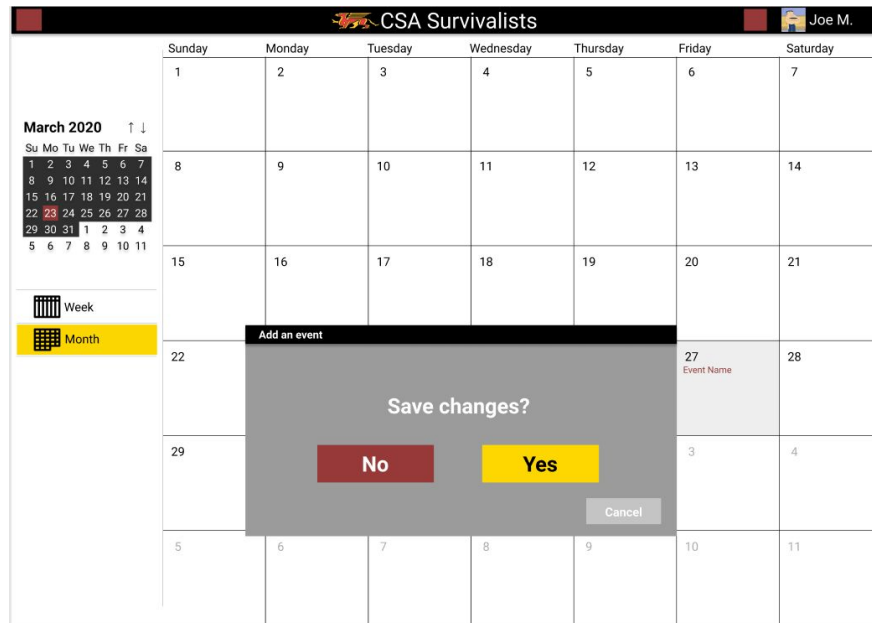 CSA Survivalists
Joe M.
Sunday Monday Tuesday Wednesday Thursday Friday Saturday
1 2 3 4 5 6 7
March 2020 ↑ ↓
Su Mo Tu We Th Fr Sa
1 2 3 4 5 6 7
8 9 10 11 12 13 14
15 16 17 18 19 20 21
22 23 24 25 26 27 28
29 30 31 1 2 3 4
5 6 7 8 9 10 11
Week
Month
8 9 10 11 12 13 14
15 16 17 18 19 20 21
Add an event
Save changes?
No Yes
Cancel
22 27 28
Event Name
29 3 4
5 6 7 8 9 10 11